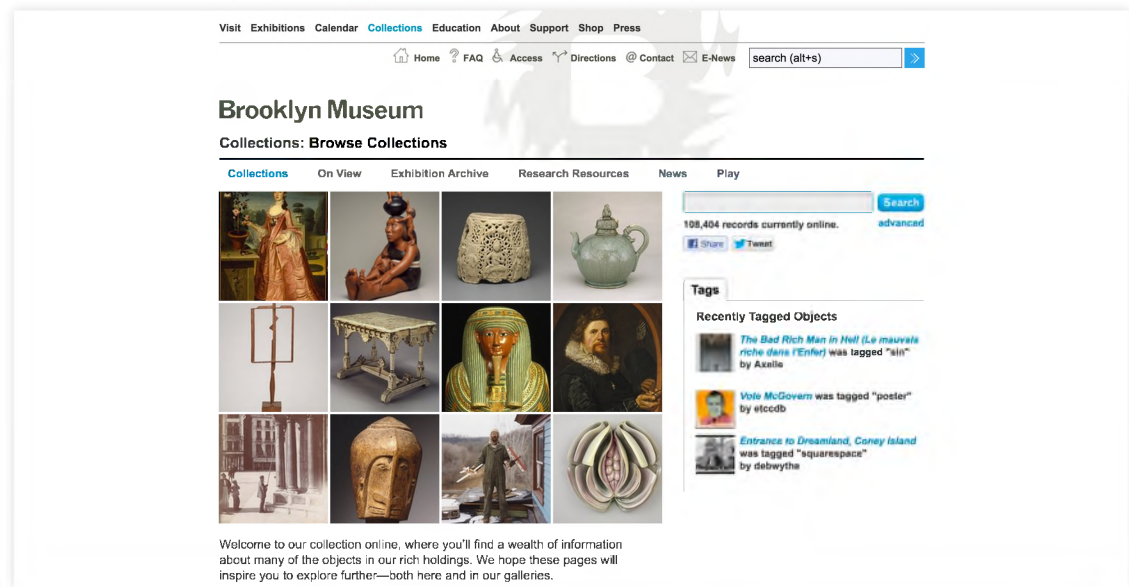 Visit Exhibitions Calendar Collections Education About Support Shop Press
Home FAQ Access Directions @ Contact E-News search (alt+s)
Brooklyn Museum
Collections: Browse Collections
Collections On View Exhibition Archive Research Resources News Play
Search
108,404 records currently online. advanced
Share Tweet
Tags
Recently Tagged Objects
The Bad Rich Man in Hell (Le mauvais
riche dans l'Enfer) was tagged "sin"
by Axelle
Vote McGovern was tagged "poster"
by etccdb
Entrance to Dreamland, Coney Island
was tagged "squarespace"
by debwythe
Welcome to our collection online, where you'll find a wealth of information
about many of the objects in our rich holdings. We hope these pages will
inspire you to explore further—both here and in our galleries.